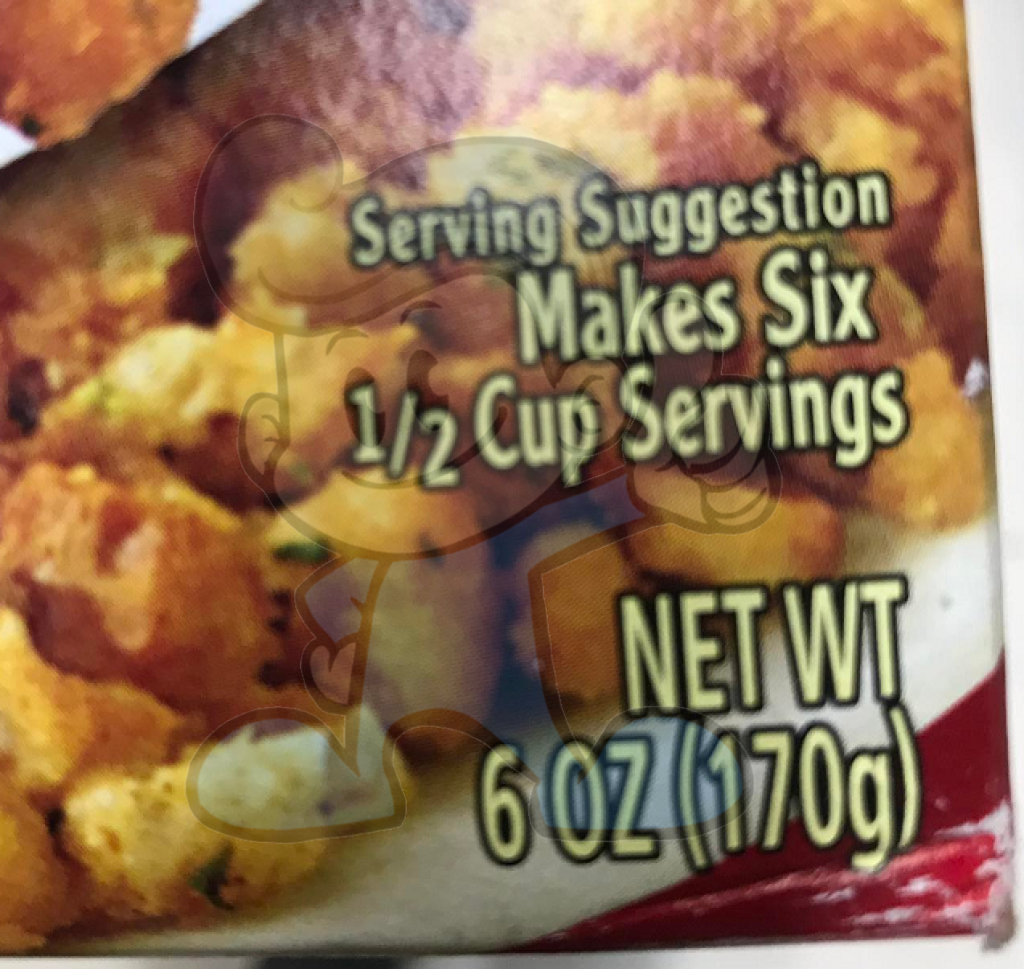 Serving Suggestion
Makes Six
1/2 Cup Servings
NET WT
6 OZ (170g)